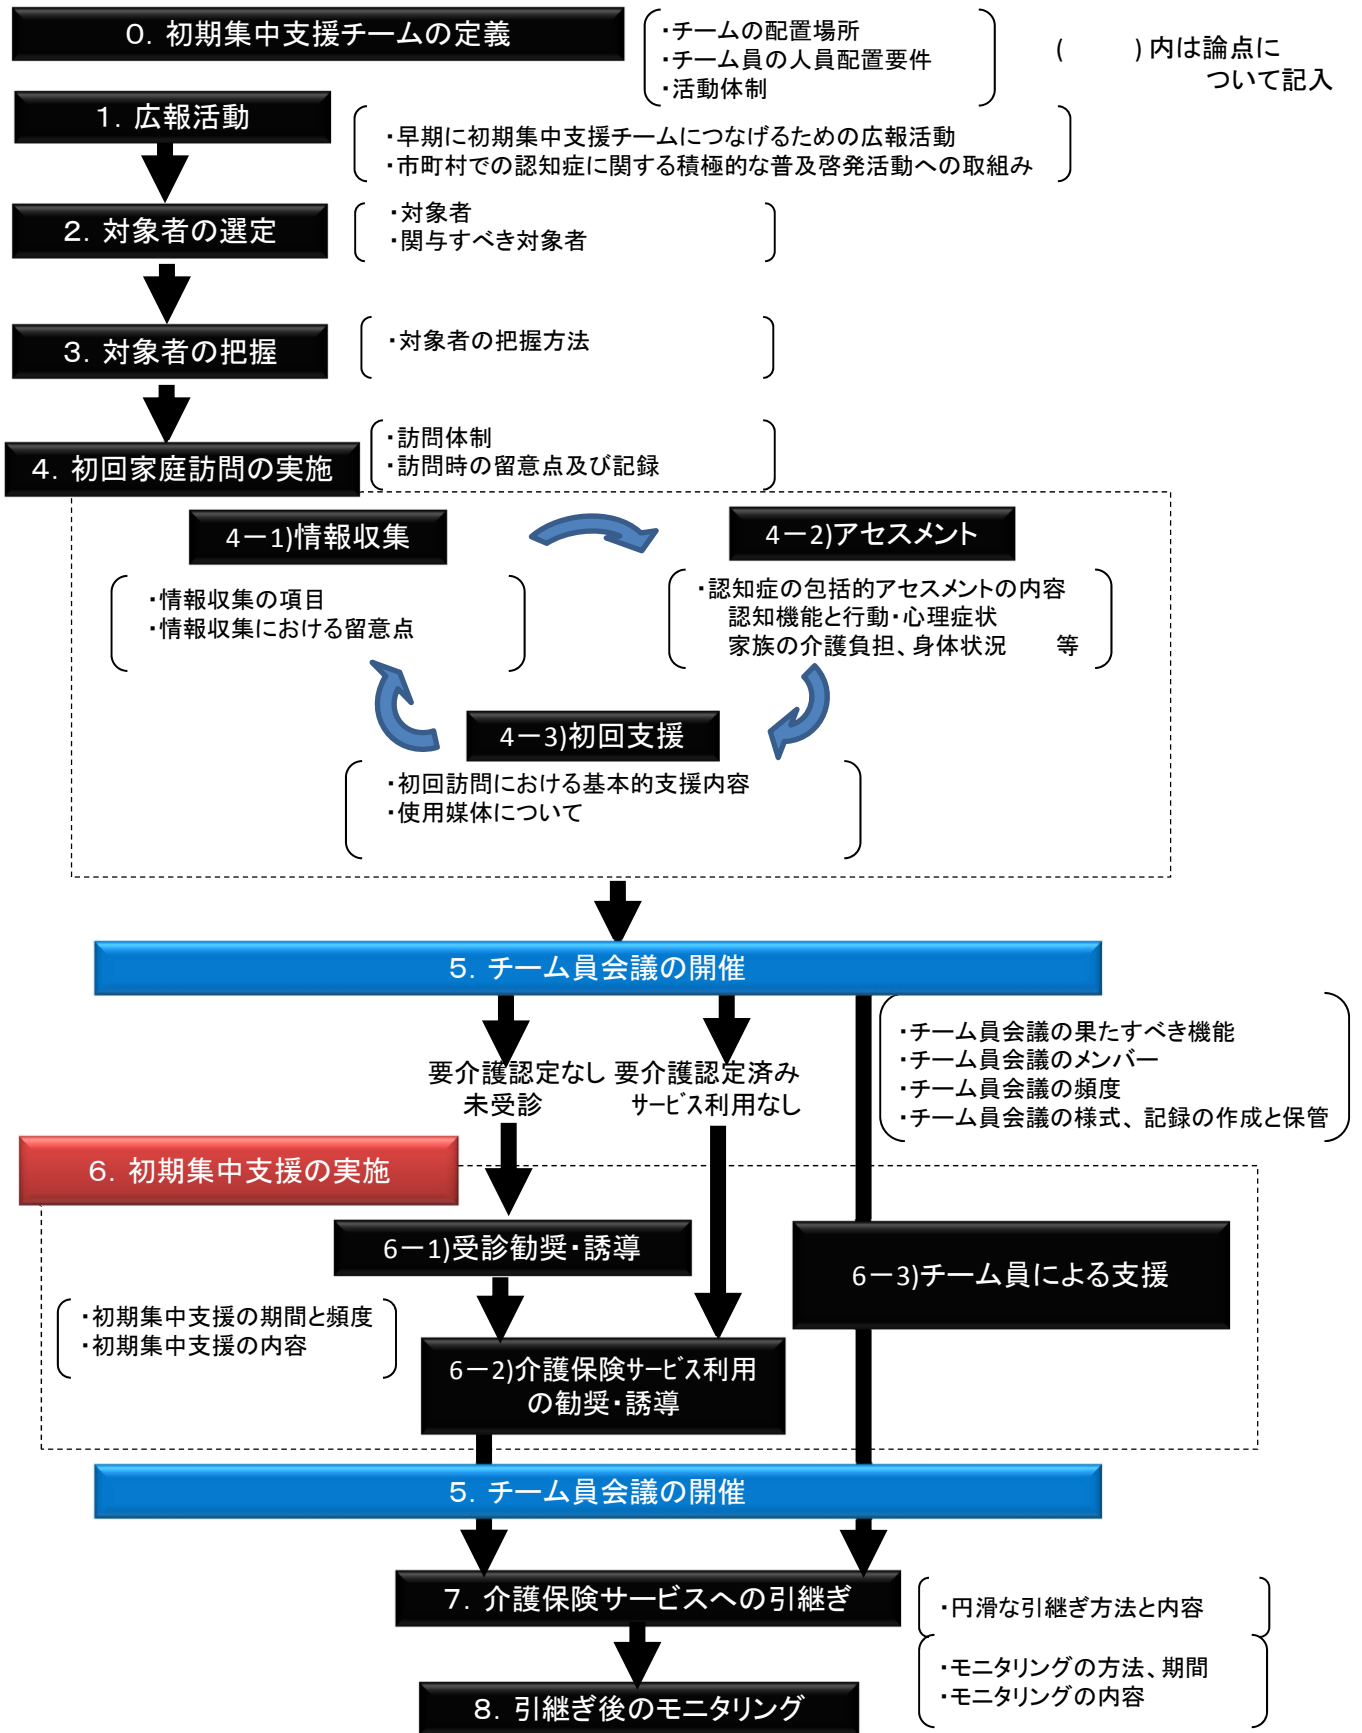 ０．初期集中支援チームの定義
・チームの配置場所
・チーム員の人員配置要件
・活動体制
(　　　)内は論点に
ついて記入
１．広報活動
・早期に初期集中支援チームにつなげるための広報活動
・市町村での認知症に関する積極的な普及啓発活動への取組み
２．対象者の選定
・対象者
・関与すべき対象者
３．対象者の把握
・対象者の把握方法
４．初回家庭訪問の実施
・訪問体制
・訪問時の留意点及び記録
4－1)情報収集
・情報収集の項目
・情報収集における留意点
4－2)アセスメント
・認知症の包括的アセスメントの内容
認知機能と行動・心理症状
家族の介護負担、身体状況　　等
4－3)初回支援
・初回訪問における基本的支援内容
・使用媒体について
５．チーム員会議の開催
・チーム員会議の果たすべき機能
・チーム員会議のメンバー
・チーム員会議の頻度
・チーム員会議の様式、記録の作成と保管
要介護認定なし
未受診
要介護認定済み
サービス利用なし
６．初期集中支援の実施
6－1)受診勧奨・誘導
・初期集中支援の期間と頻度
・初期集中支援の内容
6－2)介護保険サービス利用
の勧奨・誘導
6－3)チーム員による支援
５．チーム員会議の開催
７．介護保険サービスへの引継ぎ
・円滑な引継ぎ方法と内容
８．引継ぎ後のモニタリング
・モニタリングの方法、期間
・モニタリングの内容